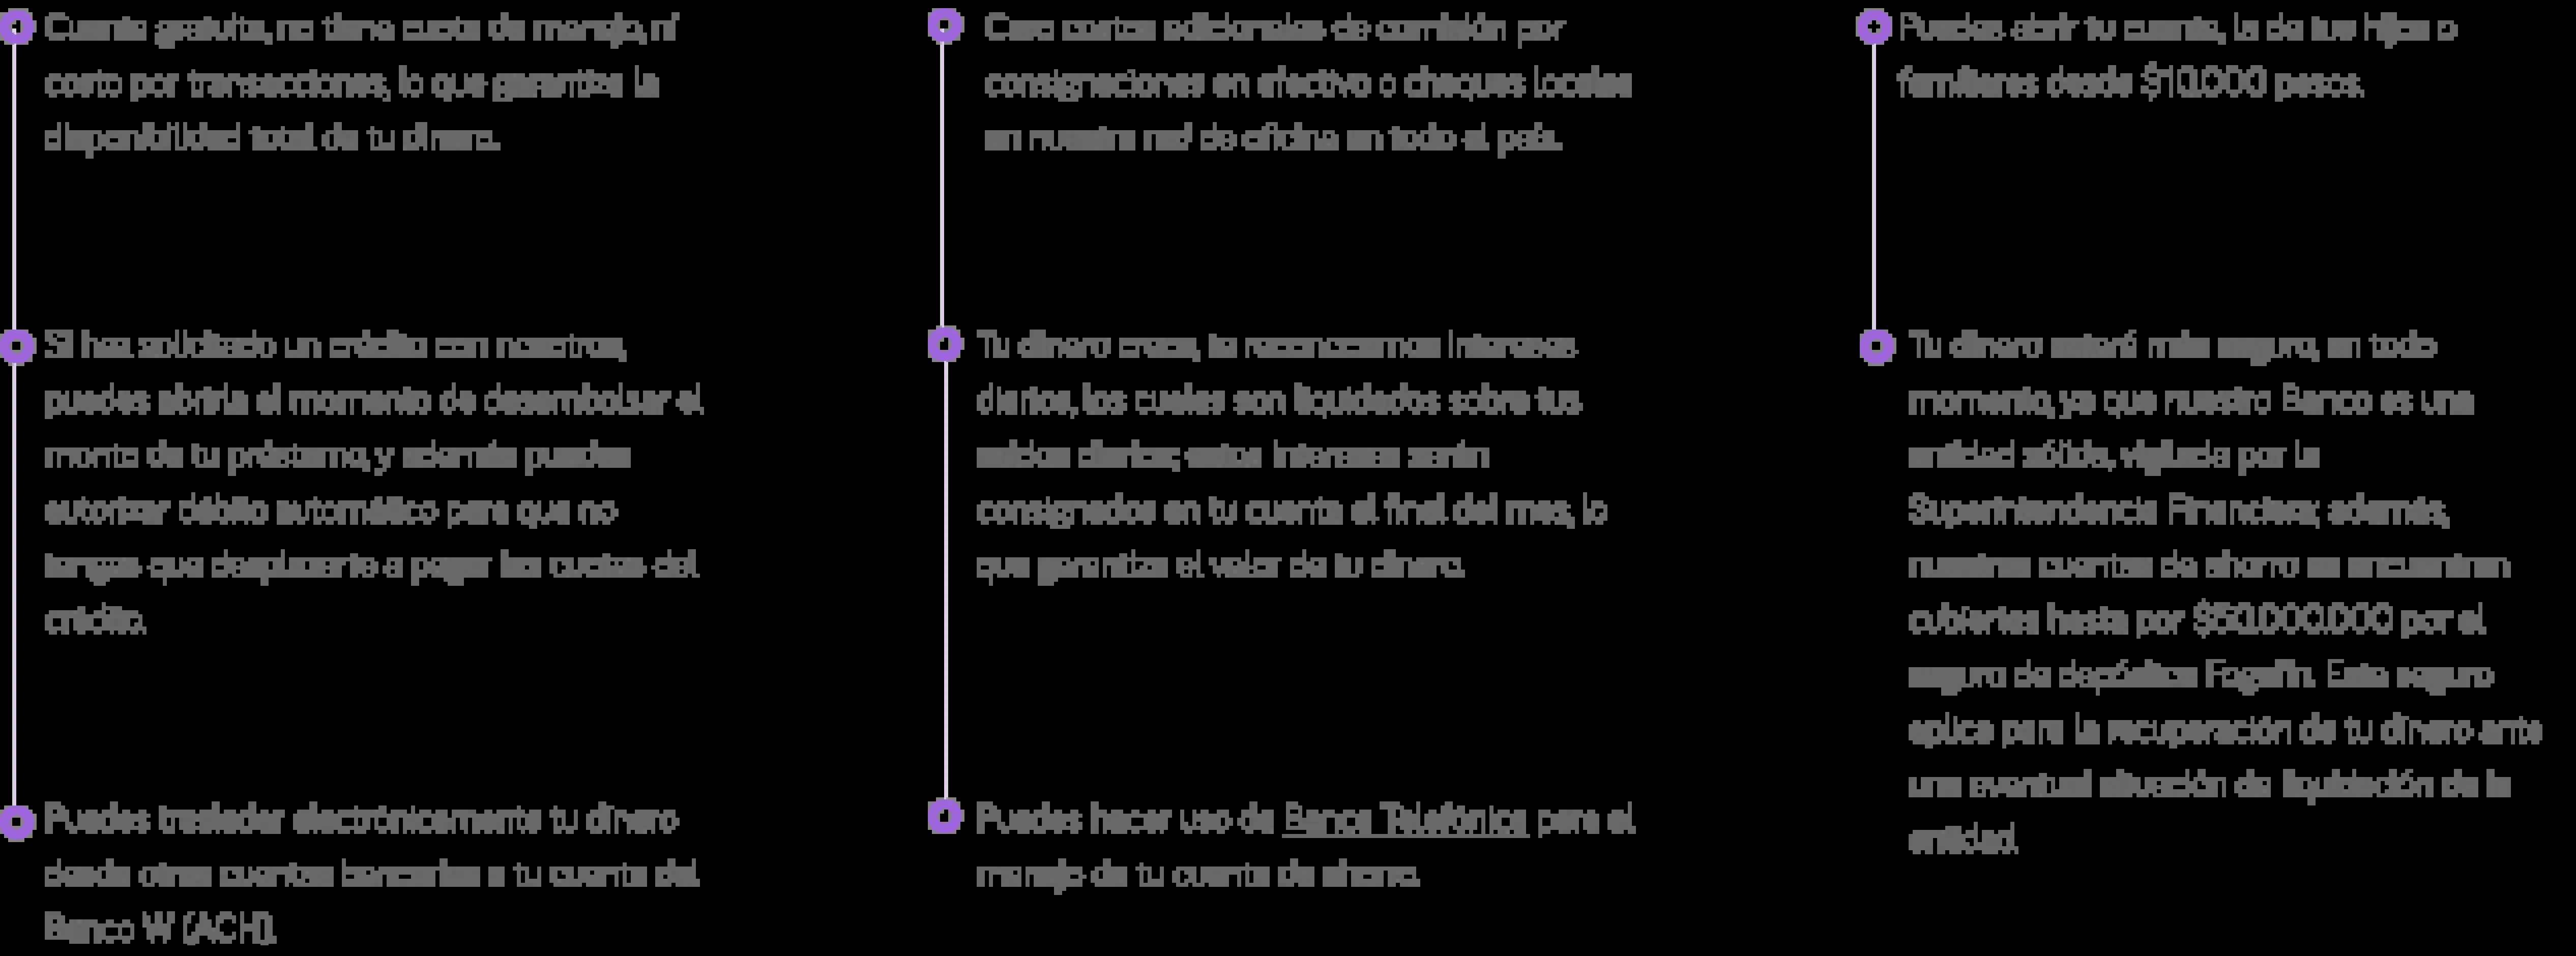 Cuenta gratuita, no tiene cuota de manejo, ni
costo por transacciones, lo que garantiza la
disponibilidad total de tu dinero.
Si has solicitado un crédito con nosotros,
puedes abrirla al momento de desembolsar el
monto de tu préstamo, y además puedes
autorizar débito automático para que no
tengas que desplazarte a pagar las cuotas del
crédito.
Puedes trasladar electrónicamente tu dinero
desde otras cuentas bancarias a tu cuenta del
Banco W (ACH).
Cero costos adicionales de comisión por
consignaciones en efectivo o cheques locales
en nuestra red de oficina en todo el país.
Tu dinero crece, te reconocemos intereses
diarios, los cuales son liquidados sobre tus
saldos diarios; estos intereses serán
consignados en tu cuenta al final del mes, lo
que garantiza el valor de tu dinero.
Puedes hacer uso de Banca Telefónica para el
manejo de tu cuenta de ahorro.
Puedes abrir tu cuenta, la de tus hijos o
familiares desde $10.000 pesos.
Tu dinero estará más seguro, en todo
momento, ya que nuestro Banco es una
entidad sólida, vigilada por la
Superintendencia Financiera; además,
nuestras cuentas de ahorro se encuentran
cubiertas hasta por $50.000.000 por el
seguro de depósitos Fogafín. Este seguro
aplica para la recuperación de tu dinero ante
una eventual situación de liquidación de la
entidad.